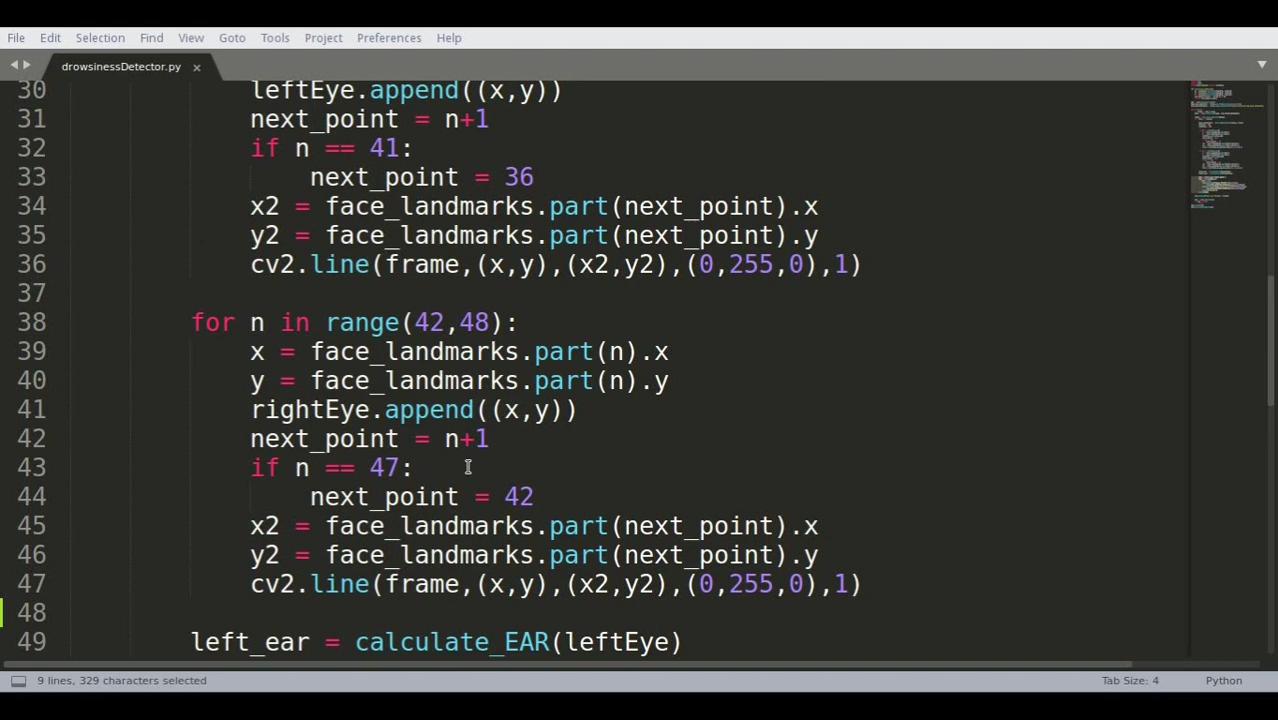 File Edit Selection Find View Goto Tools Project Preferences Help
drowsinessDetector.py ×
30 leftEye.append((x,y))
31 next_point = n+1
32 if n == 41:
33 next_point = 36
34 x2 = face_landmarks.part(next_point).x
35 y2 = face_landmarks.part(next_point).y
36 cv2.line(frame,(x,y),(x2,y2),(0,255,0),1)
37
38 for n in range(42,48):
39 x = face_landmarks.part(n).x
40 y = face_landmarks.part(n).y
41 rightEye.append((x,y))
42 next_point = n+1
43 if n == 47:
44 next_point = 42
45 x2 = face_landmarks.part(next_point).x
46 y2 = face_landmarks.part(next_point).y
47 cv2.line(frame,(x,y),(x2,y2),(0,255,0),1)
48
49 left_ear = calculate_EAR(leftEye)
9 lines, 329 characters selected Tab Size: 4 Python